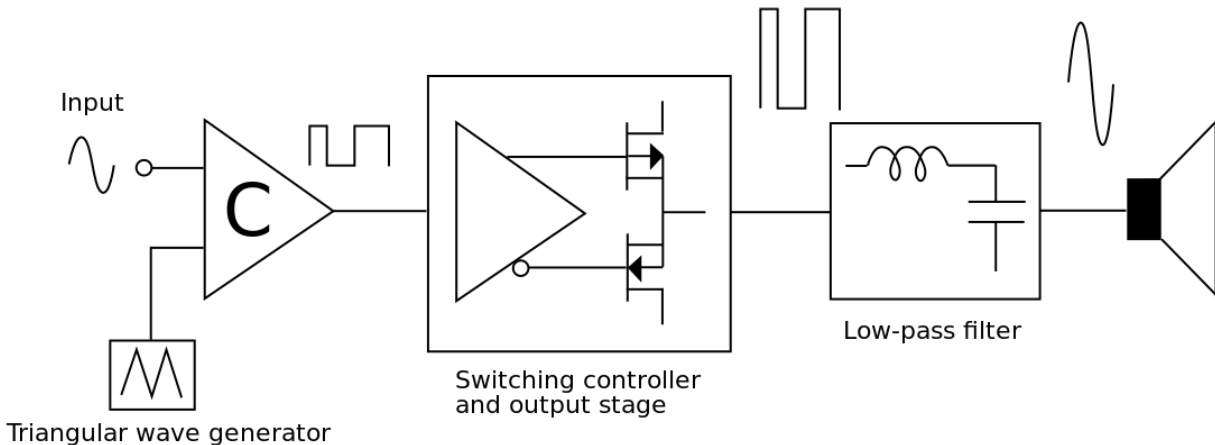 Input
C
Triangular wave generator
Switching controller
and output stage
Low-pass filter